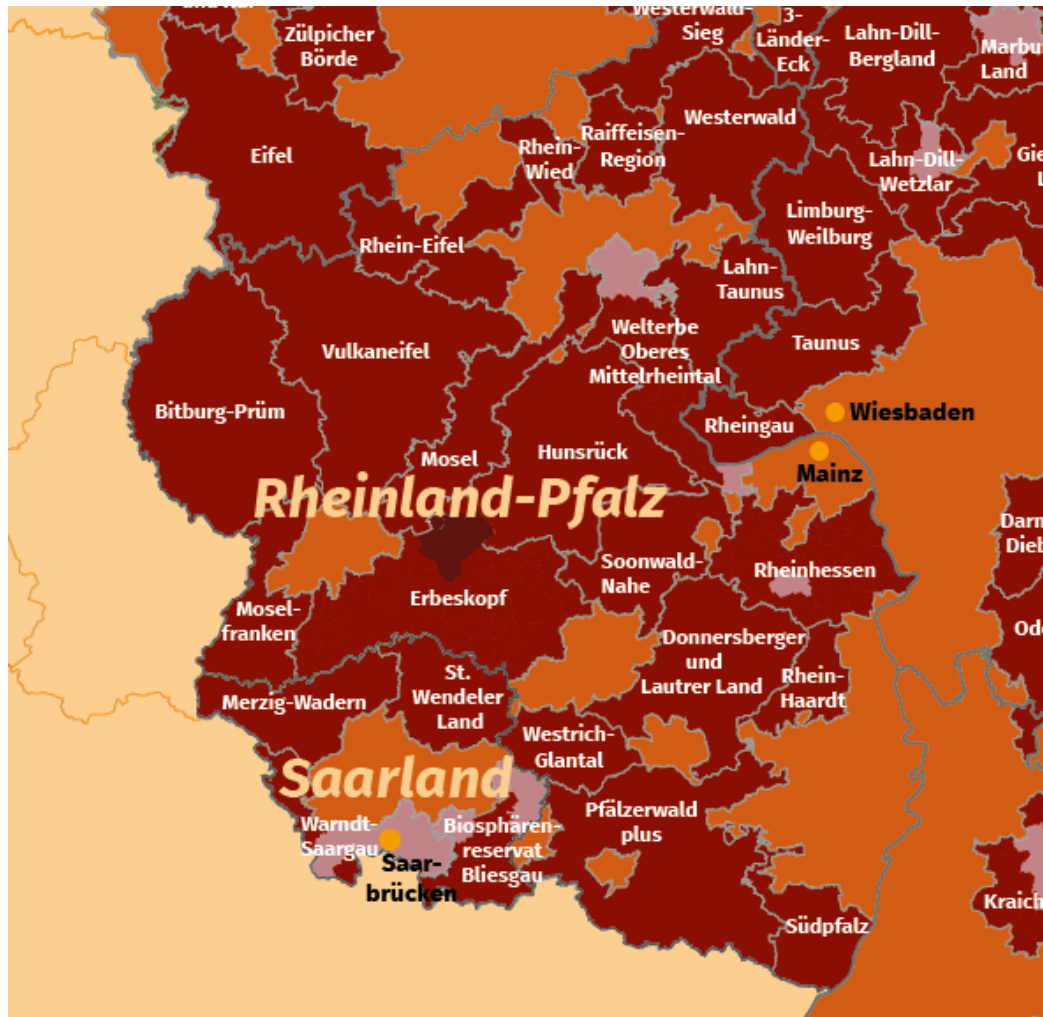 Westerwald-
Sieg
3-
Länder-
Eck
Lahn-Dill-
Bergland
Zülpicher
Börde
Land
Westerwald
Raiffeisen-
Region
Rhein-
Wied
Eifel
Lahn-Dill-
Wetzlar
Limburg-
Weilburg
Rhein-Eifel
Lahn-
Taunus
Welterbe
Oberes
Mittelrheintal
Taunus
Vulkaneifel
Bitburg-Prüm
Wiesbaden
Rheingau
Mosel
Hunsrück
Mainz
Rheinland-Pfalz
Soonwald-
Nahe
Rheinhessen
Erbeskopf
Mosel-
franken
Donnersberger
und
Lautrer Land
Rhein-
Haardt
St.
Wendeler
Land
Merzig-Wadern
Westrich-
Glantal
Saarland
Pfälzerwald
plus
Warndt-
Saargau
Biosphären-
reservat
Bliesgau
Saar-
brücken
Südpfalz